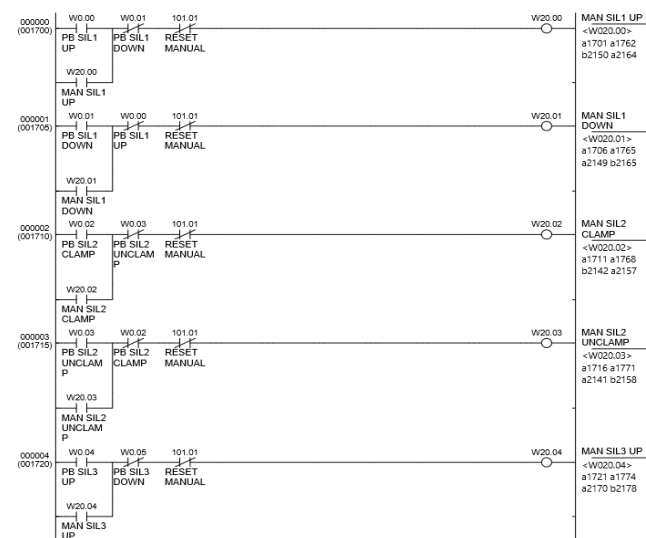 W0.00 W0.01 101.01 W20.00 MAN SIL1 UP
000000
(001700)
PB SIL1 UP
PB SIL1 DOWN
RESET MANUAL
<W020.00>
a1701 a1762
b2150 a2164
W20.00
MAN SIL1 UP
W0.01 W0.00 101.01 W20.01 MAN SIL1 DOWN
000001
(001705)
PB SIL1 DOWN
PB SIL1 UP
RESET MANUAL
<W020.01>
a1706 a1765
a2149 b2165
W20.01
MAN SIL1 DOWN
W0.02 W0.03 101.01 W20.02 MAN SIL2 CLAMP
000002
(001710)
PB SIL2 CLAMP
PB SIL2 UNCLAM P
RESET MANUAL
<W020.02>
a1711 a1768
b2142 a2157
W20.02
MAN SIL2 CLAMP
W0.03 W0.02 101.01 W20.03 MAN SIL2 UNCLAMP
000003
(001715)
PB SIL2 UNCLAM P
PB SIL2 CLAMP
RESET MANUAL
<W020.03>
a1716 a1771
a2141 b2158
W20.03
MAN SIL2 UNCLAM P
W0.04 W0.05 101.01 W20.04 MAN SIL3 UP
000004
(001720)
PB SIL3 UP
PB SIL3 DOWN
RESET MANUAL
<W020.04>
a1721 a1774
a2170 b2178
W20.04
MAN SIL3 UP